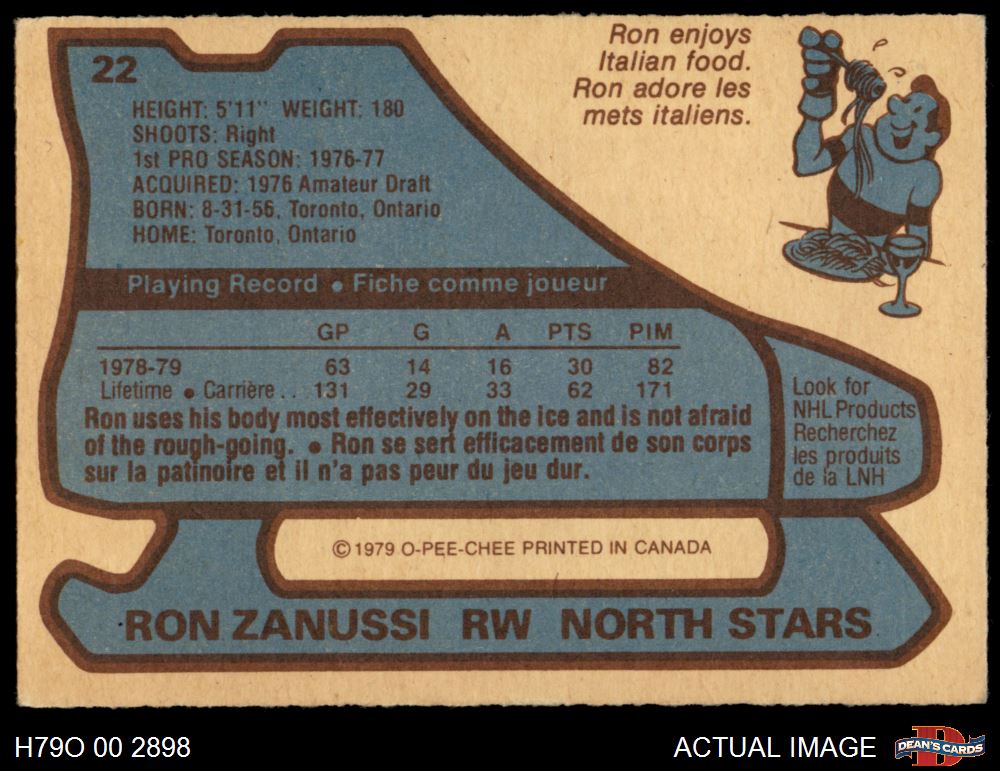 22
Ron enjoys
Italian food.
Ron adore les
mets italiens.
HEIGHT: 5'11" WEIGHT: 180
SHOOTS: Right
1st PRO SEASON: 1976-77
ACQUIRED: 1976 Amateur Draft
BORN: 8-31-56, Toronto, Ontario
HOME: Toronto, Ontario
Playing Record • Fiche comme joueur
GP G A PTS PIM
1978-79 63 14 16 30 82
Lifetime • Carrière . . 131 29 33 62 171
Ron uses his body most effectively on the ice and is not afraid
of the rough-going. • Ron se sert efficacement de son corps
sur la patinoire et il n'a pas peur du jeu dur.
Look for
NHL Products
Recherchez
les produits
de la LNH
© 1979 O-PEE-CHEE PRINTED IN CANADA
RON ZANUSSI RW NORTH STARS
H79O 00 2898
ACTUAL IMAGE
D
DEAN'S CARDS